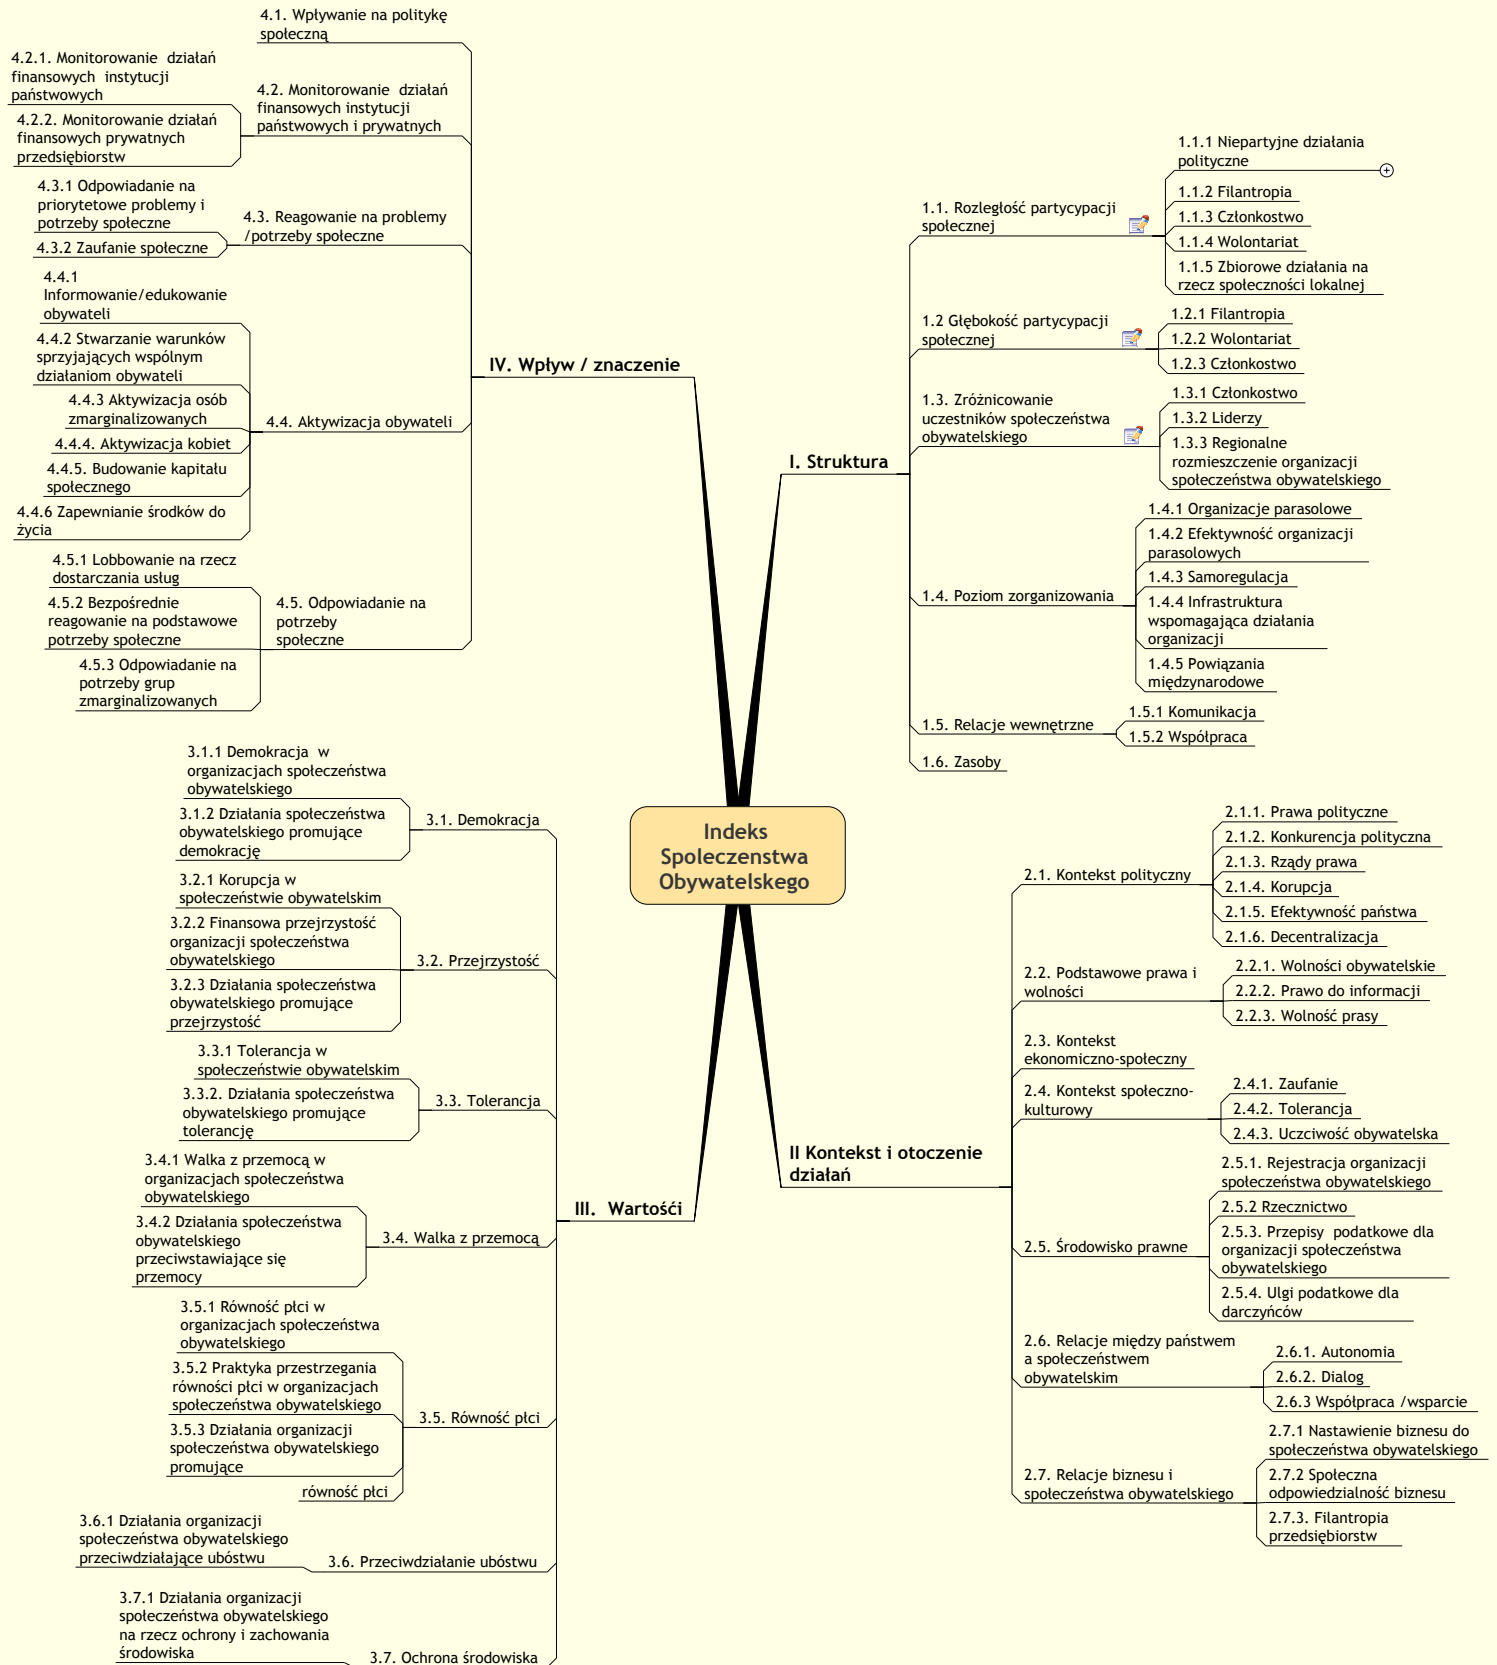 Indeks
Spoleczenstwa
Obywatelskego
I. Struktura
1.1. Rozległość partycypacji
społecznej
1.1.1 Niepartyjne działania
polityczne
1.1.2 Filantropia
1.1.3 Członkostwo
1.1.4 Wolontariat
1.1.5 Zbiorowe działania na
rzecz społeczności lokalnej
1.2 Głębokość partycypacji
społecznej
1.2.1 Filantropia
1.2.2 Wolontariat
1.2.3 Członkostwo
1.3. Zróżnicowanie
uczestników społeczeństwa
obywatelskiego
1.3.1 Członkostwo
1.3.2 Liderzy
1.3.3 Regionalne
rozmieszczenie organizacji
społeczeństwa obywatelskiego
1.4. Poziom zorganizowania
1.4.1 Organizacje parasolowe
1.4.2 Efektywność organizacji
parasolowych
1.4.3 Samoregulacja
1.4.4 Infrastruktura
wspomagająca działania
organizacji
1.4.5 Powiązania
międzynarodowe
1.5. Relacje wewnętrzne
1.5.1 Komunikacja
1.5.2 Współpraca
1.6. Zasoby
II Kontekst i otoczenie
działań
2.1. Kontekst polityczny
2.1.1. Prawa polityczne
2.1.2. Konkurencja polityczna
2.1.3. Rządy prawa
2.1.4. Korupcja
2.1.5. Efektywność państwa
2.1.6. Decentralizacja
2.2. Podstawowe prawa i
wolności
2.2.1. Wolności obywatelskie
2.2.2. Prawo do informacji
2.2.3. Wolność prasy
2.3. Kontekst
ekonomiczno-społeczny
2.4. Kontekst społeczno-
kulturowy
2.4.1. Zaufanie
2.4.2. Tolerancja
2.4.3. Uczciwość obywatelska
2.5. Środowisko prawne
2.5.1. Rejestracja organizacji
społeczeństwa obywatelskiego
2.5.2 Rzecznictwo
2.5.3. Przepisy podatkowe dla
organizacji społeczeństwa
obywatelskiego
2.5.4. Ulgi podatkowe dla
darczyńców
2.6. Relacje między państwem
a społeczeństwem
obywatelskim
2.6.1. Autonomia
2.6.2. Dialog
2.6.3 Współpraca /wsparcie
2.7. Relacje biznesu i
społeczeństwa obywatelskiego
2.7.1 Nastawienie biznesu do
społeczeństwa obywatelskiego
2.7.2 Społeczna
odpowiedzialność biznesu
2.7.3. Filantropia
przedsiębiorstw
III. Wartośći
3.1. Demokracja
3.1.1 Demokracja w
organizacjach społeczeństwa
obywatelskiego
3.1.2 Działania społeczeństwa
obywatelskiego promujące
demokrację
3.2. Przejrzystość
3.2.1 Korupcja w
społeczeństwie obywatelskim
3.2.2 Finansowa przejrzystość
organizacji społeczeństwa
obywatelskiego
3.2.3 Działania społeczeństwa
obywatelskiego promujące
przejrzystość
3.3. Tolerancja
3.3.1 Tolerancja w
społeczeństwie obywatelskim
3.3.2. Działania społeczeństwa
obywatelskiego promujące
tolerancję
3.4. Walka z przemocą
3.4.1 Walka z przemocą w
organizacjach społeczeństwa
obywatelskiego
3.4.2 Działania społeczeństwa
obywatelskiego
przeciwstawiające się
przemocy
3.5. Równość płci
3.5.1 Równość płci w
organizacjach społeczeństwa
obywatelskiego
3.5.2 Praktyka przestrzegania
równości płci w organizacjach
społeczeństwa obywatelskiego
3.5.3 Działania organizacji
społeczeństwa obywatelskiego
promujące
równość płci
3.6. Przeciwdziałanie ubóstwu
3.6.1 Działania organizacji
społeczeństwa obywatelskiego
przeciwdziałające ubóstwu
3.7. Ochrona środowiska
3.7.1 Działania organizacji
społeczeństwa obywatelskiego
na rzecz ochrony i zachowania
środowiska
IV. Wpływ / znaczenie
4.1. Wpływanie na politykę
społeczną
4.2. Monitorowanie działań
finansowych instytucji
państwowych i prywatnych
4.2.1. Monitorowanie działań
finansowych instytucji
państwowych
4.2.2. Monitorowanie działań
finansowych prywatnych
przedsiębiorstw
4.3. Reagowanie na problemy
/potrzeby społeczne
4.3.1 Odpowiadanie na
priorytetowe problemy i
potrzeby społeczne
4.3.2 Zaufanie społeczne
4.4. Aktywizacja obywateli
4.4.1
Informowanie/edukowanie
obywateli
4.4.2 Stwarzanie warunków
sprzyjających wspólnym
działaniom obywateli
4.4.3 Aktywizacja osób
zmarginalizowanych
4.4.4. Aktywizacja kobiet
4.4.5. Budowanie kapitału
społecznego
4.4.6 Zapewnianie środków do
życia
4.5. Odpowiadanie na
potrzeby
społeczne
4.5.1 Lobbowanie na rzecz
dostarczania usług
4.5.2 Bezpośrednie
reagowanie na podstawowe
potrzeby społeczne
4.5.3 Odpowiadanie na
potrzeby grup
zmarginalizowanych